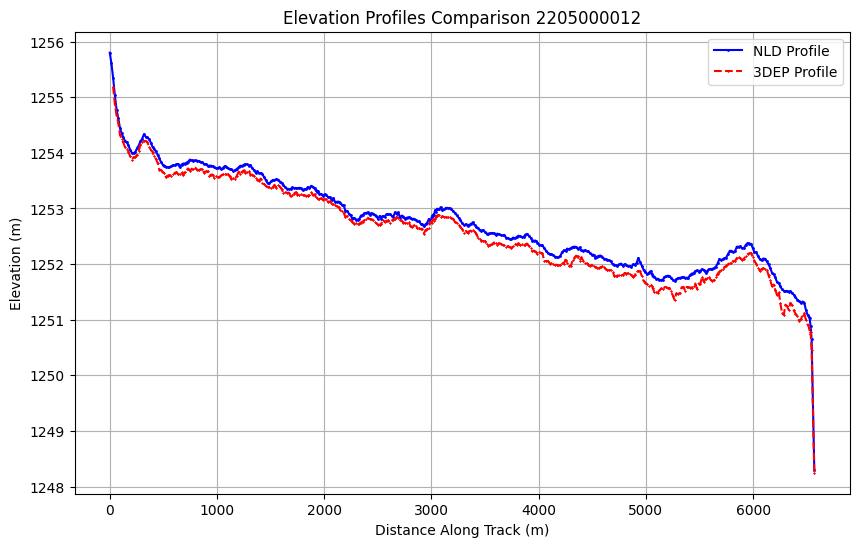 Elevation Profiles Comparison 2205000012
NLD Profile
3DEP Profile
Elevation (m)
1256
1255
1254
1253
1252
1251
1250
1249
1248
0 1000 2000 3000 4000 5000 6000
Distance Along Track (m)